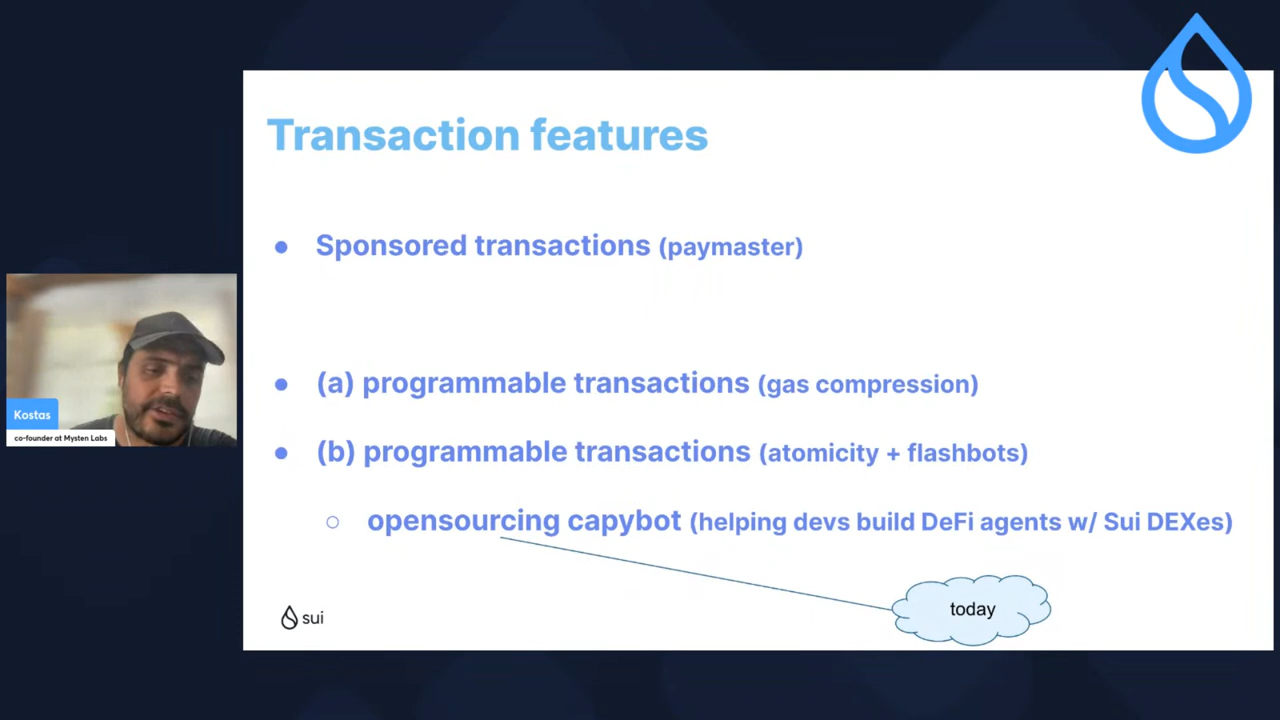 Transaction features
Sponsored transactions (paymaster)
(a) programmable transactions (gas compression)
(b) programmable transactions (atomicity + flashbots)
opensourcing capybot (helping devs build DeFi agents w/ Sui DEXes)
today
sui
Kostas
co-founder at Mysten Labs